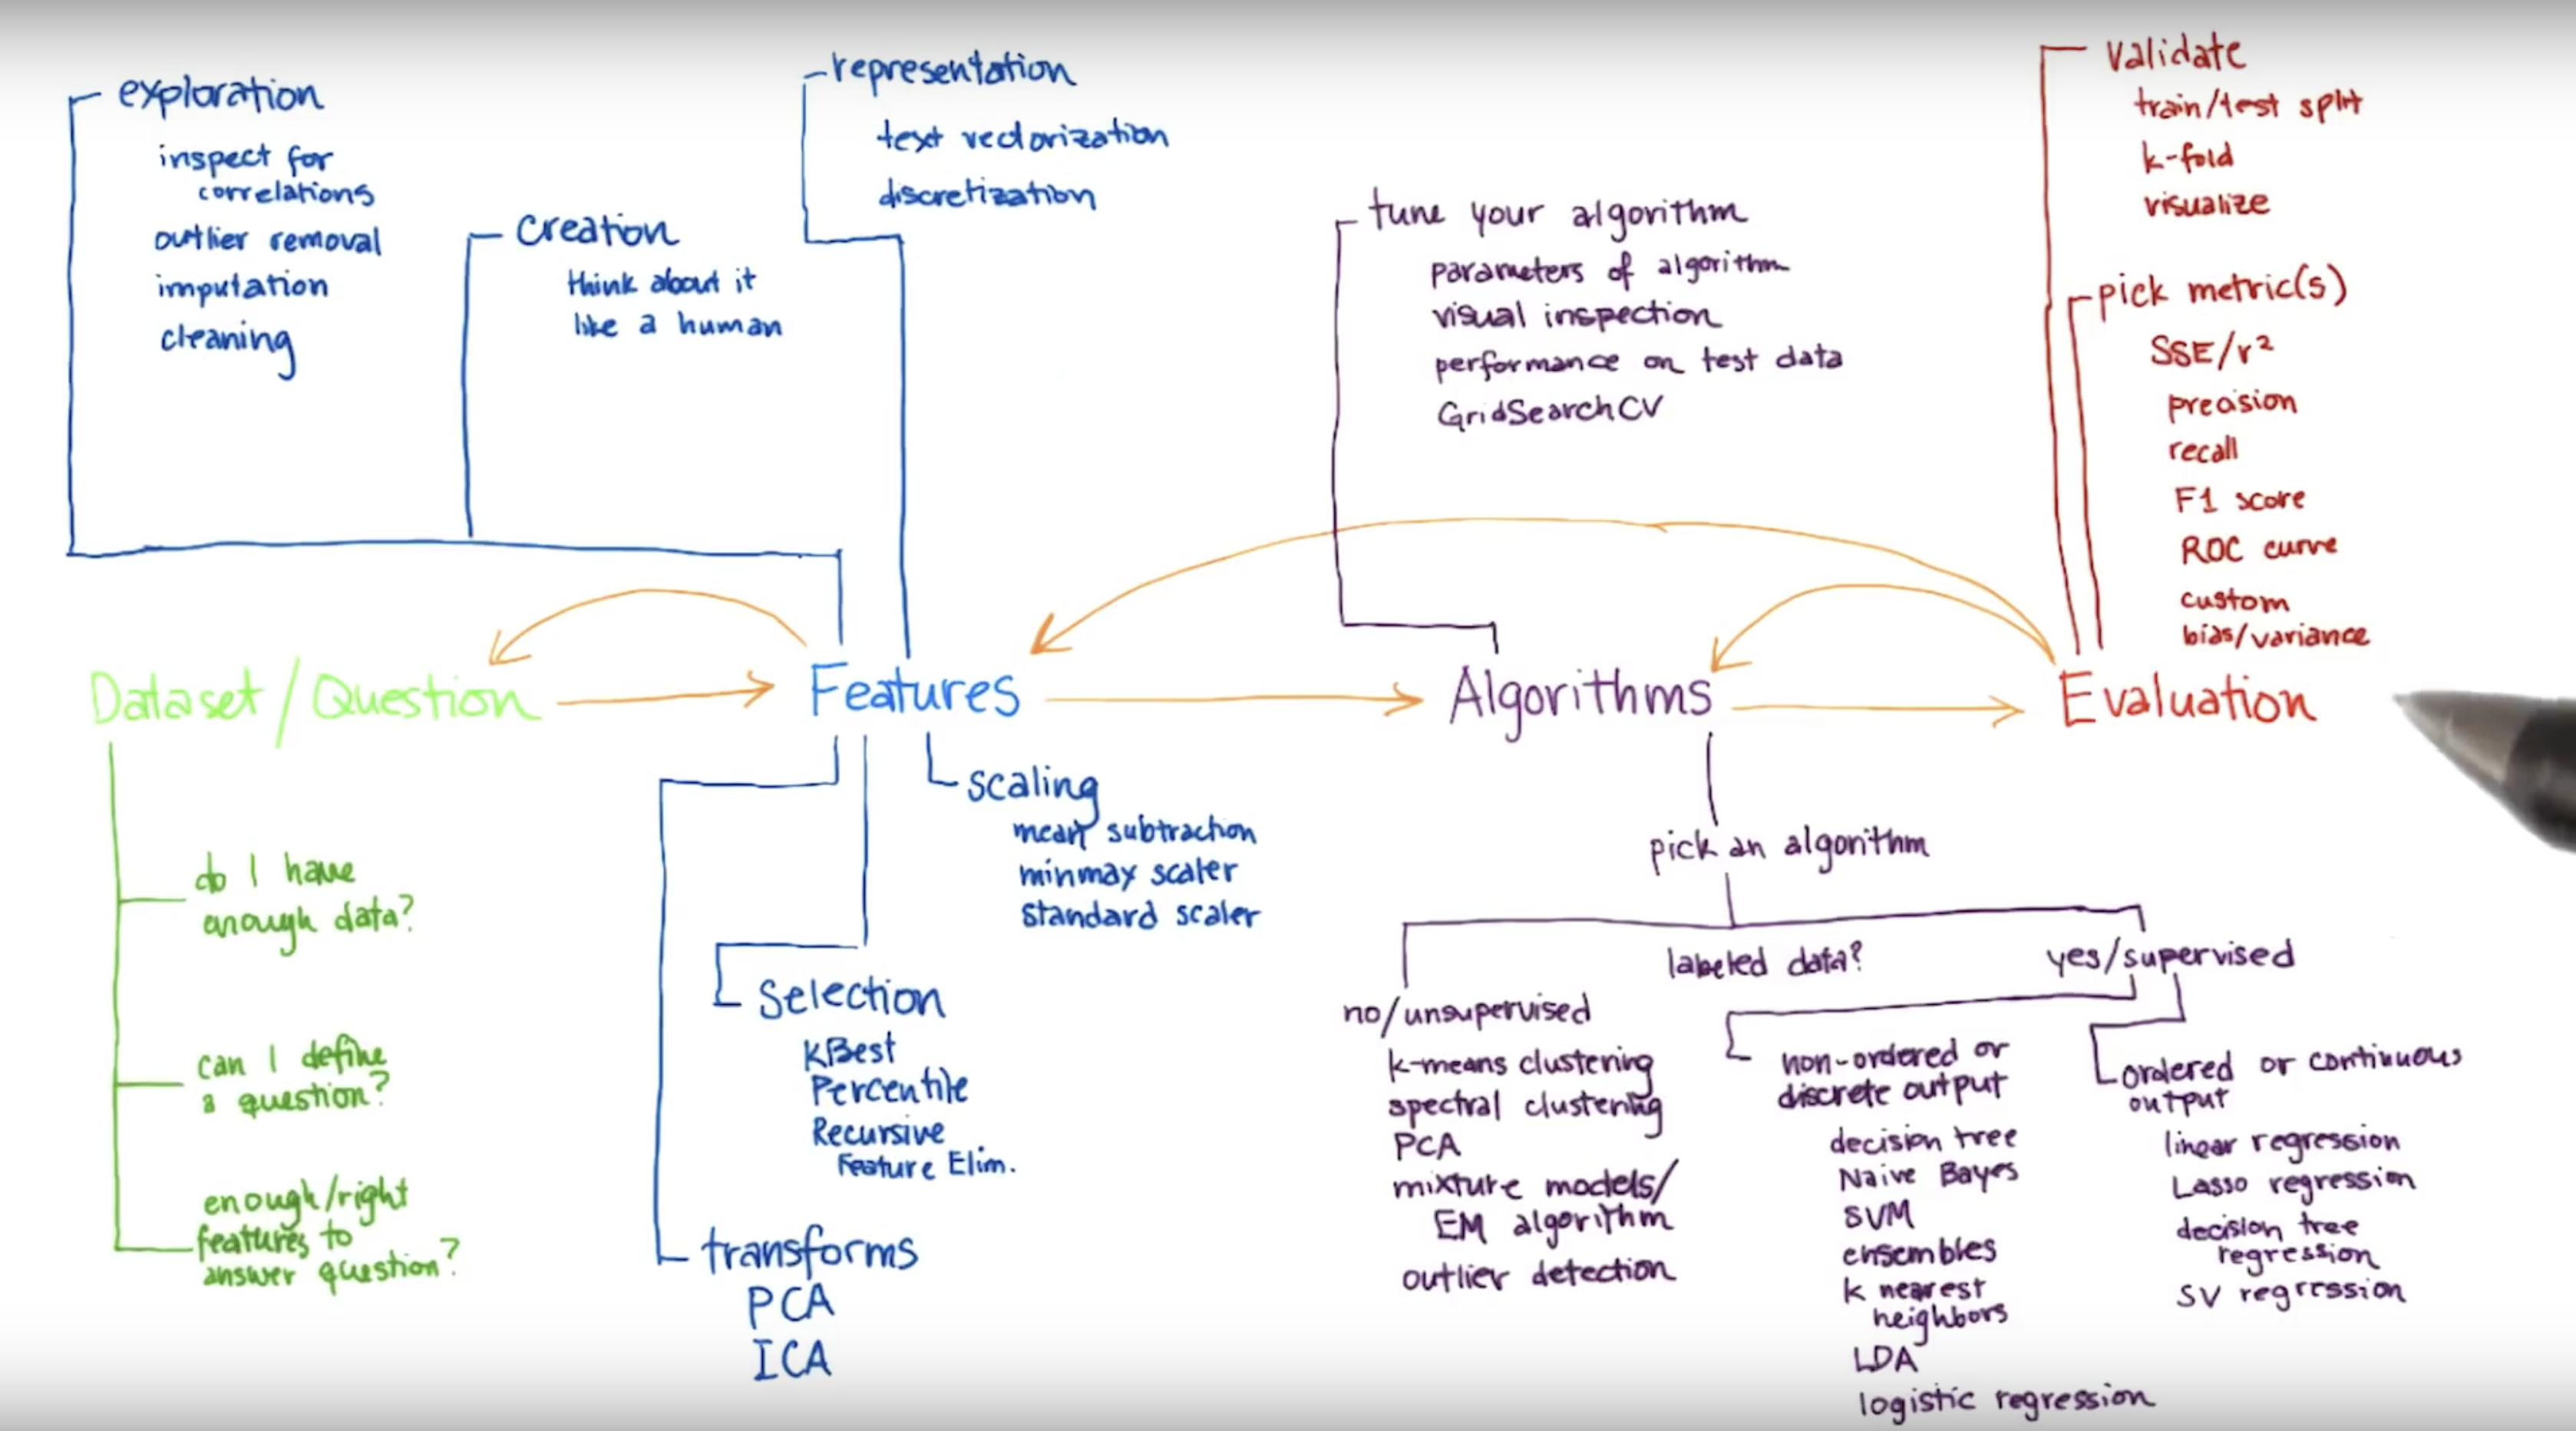 exploration
inspect for
correlations
outlier removal
imputation
cleaning
creation
think about it
like a human
representation
text vectorization
discretization
tune your algorithm
parameters of algorithm
visual inspection
performance on test data
GridSearchCV
validate
train/test split
k-fold
visualize
pick metric(s)
SSE/r²
precision
recall
F1 score
ROC curve
custom
bias/variance
Dataset/Question
Features
Algorithms
Evaluation
do I have
enough data?
can I define
a question?
enough/right
features to
answer question?
scaling
mean subtraction
minmax scaler
standard scaler
Selection
KBest
Percentile
Recursive
Feature Elim.
transforms
PCA
ICA
pick an algorithm
labeled data?
no/unsupervised
k-means clustering
spectral clustering
PCA
mixture models/
EM algorithm
outlier detection
yes/supervised
non-ordered or
discrete output
decision tree
Naive Bayes
SVM
ensembles
k nearest
neighbors
LDA
logistic regression
ordered or continuous
output
linear regression
Lasso regression
decision tree
regression
SV regression